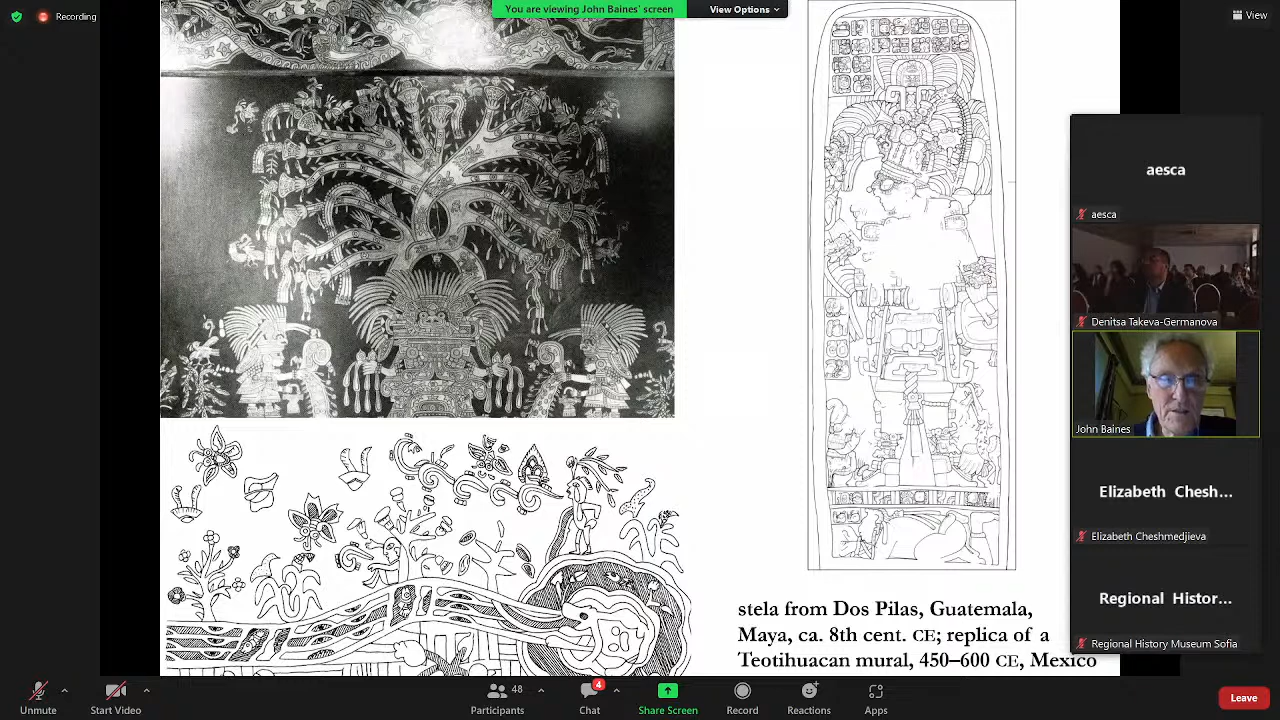 Recording
You are viewing John Baines' screen
View Options
View
aesca
aesca
Denitsa Takeva-Germanova
John Baines
Elizabeth Chesh...
Elizabeth Cheshmedjieva
Regional Histor...
Regional History Museum Sofia
stela from Dos Pilas, Guatemala,
Maya, ca. 8th cent. CE; replica of a
Teotihuacan mural, 450–600 CE, Mexico
Unmute
Start Video
48
Participants
4
Chat
Share Screen
Record
Reactions
Apps
Leave